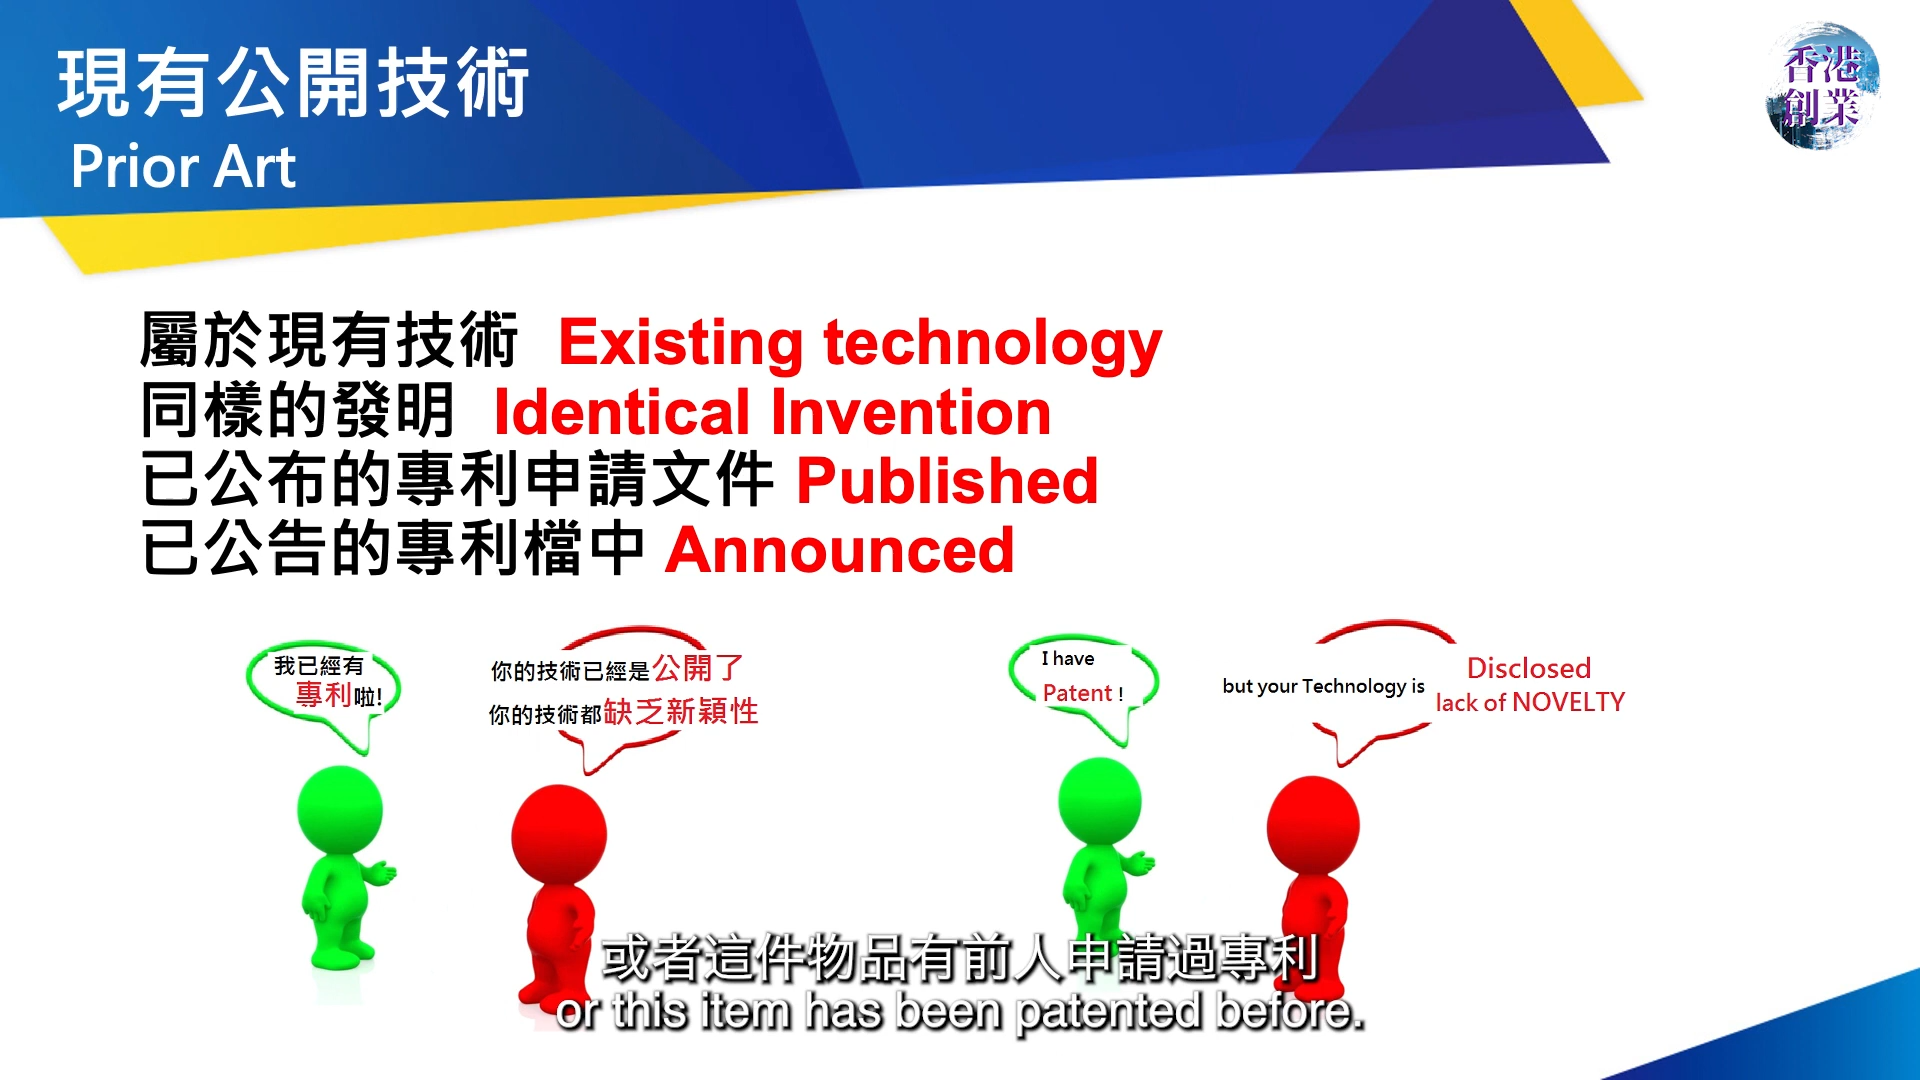 現有公開技術
Prior Art
香港
創業
屬於現有技術 Existing technology
同樣的發明 Identical Invention
已公布的專利申請文件 Published
已公告的專利檔中 Announced
我已經有
專利啦!
你的技術已經是公開了
你的技術都缺乏新穎性
I have
Patent !
but your Technology is
Disclosed
lack of NOVELTY
或者這件物品有前人申請過專利
or this item has been patented before.